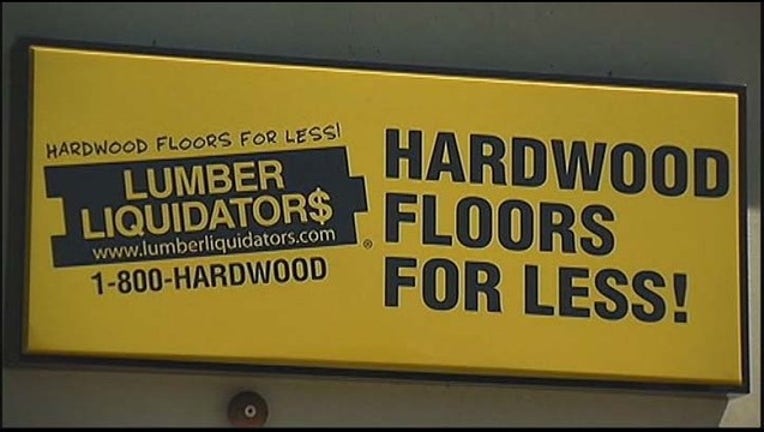 HARDWOOD FLOORS FOR LESS!
LUMBER
LIQUIDATOR$
www.lumberliquidators.com
®
1-800-HARDWOOD
HARDWOOD
FLOORS
FOR LESS!